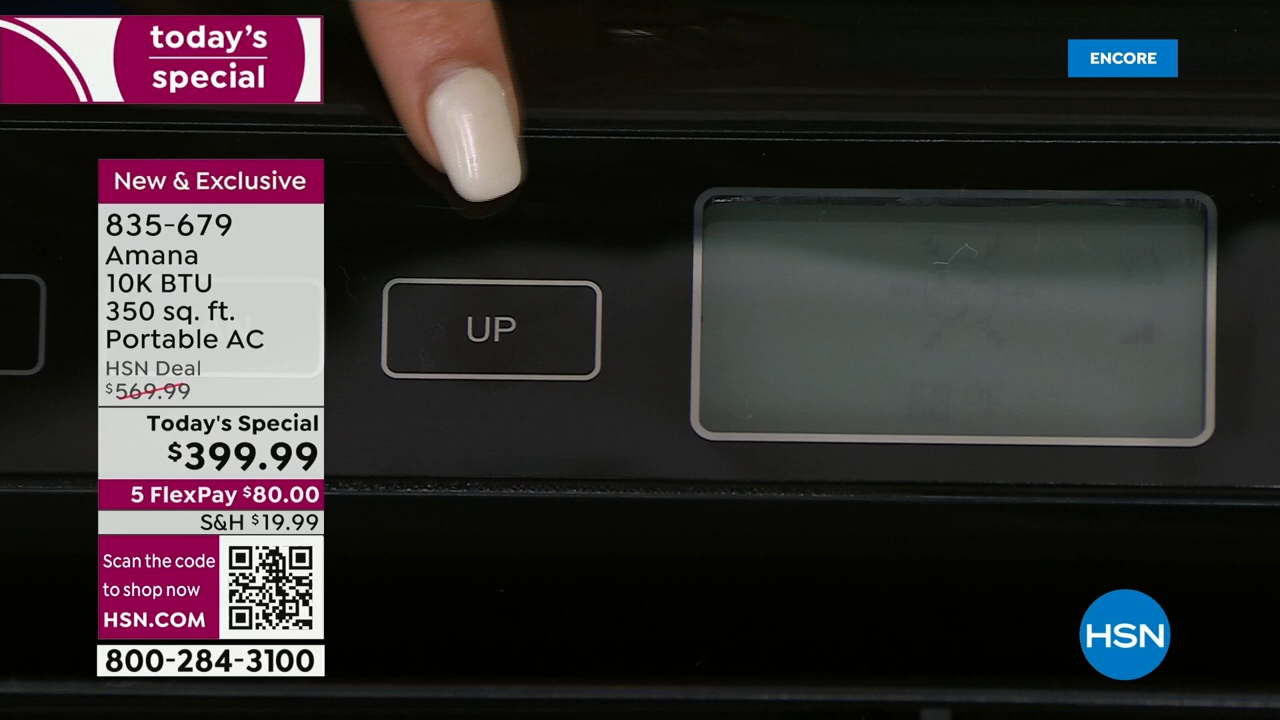 today's
special
ENCORE
New & Exclusive
835-679
Amana
10K BTU
350 sq. ft.
Portable AC
HSN Deal
$569.99
Today's Special
$399.99
5 FlexPay $80.00
S&H $19.99
Scan the code
to shop now
HSN.COM
800-284-3100
UP
HSN